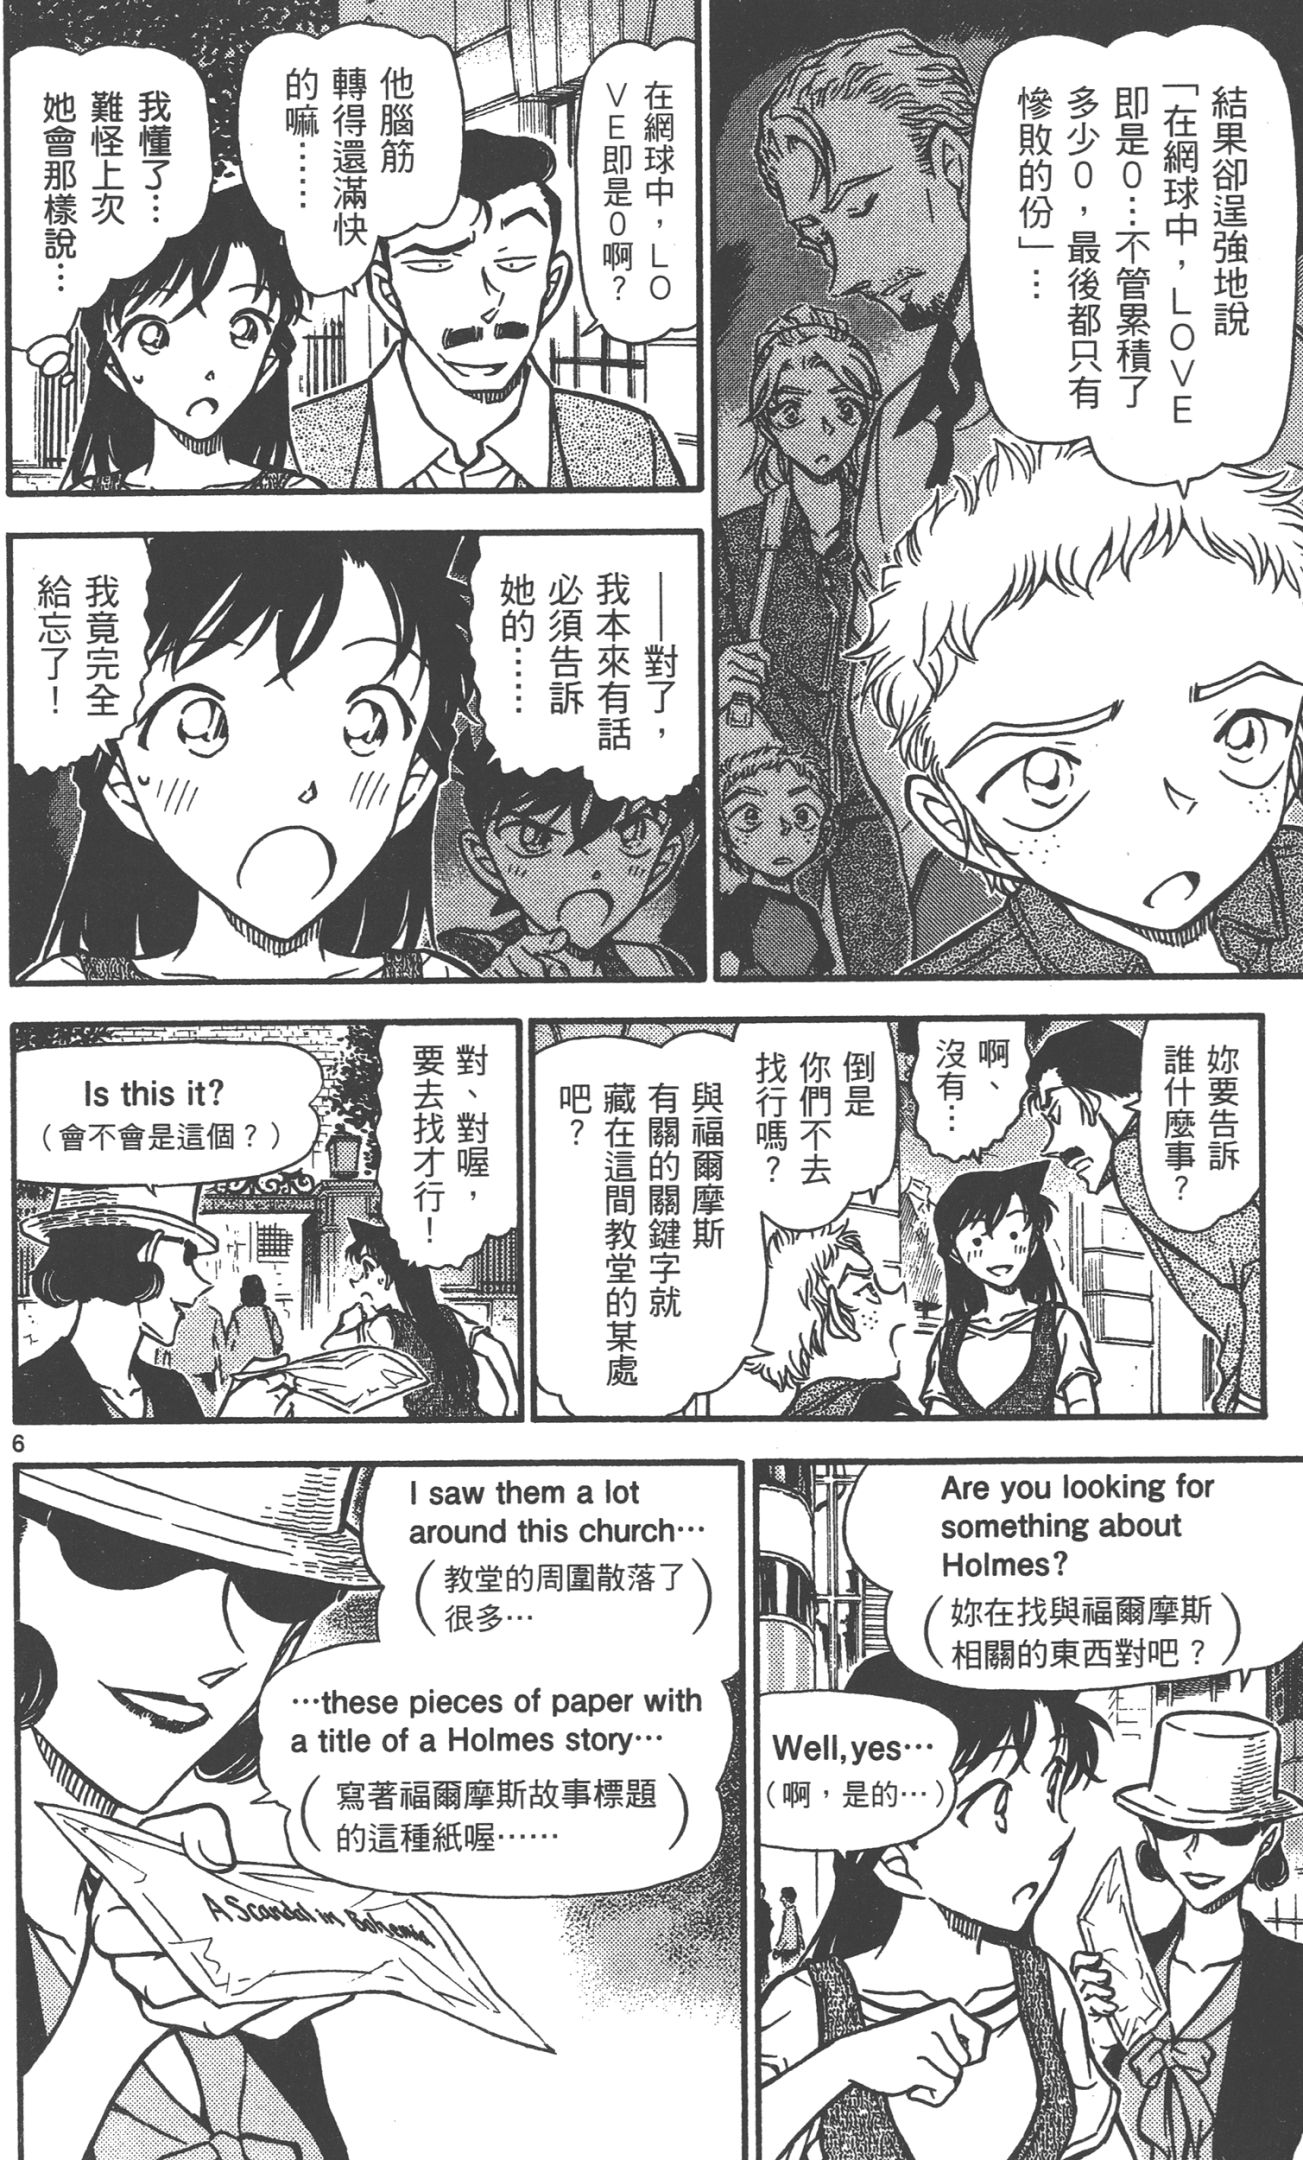 結果卻逞強地說
「在網球中，LOVE
即是0…不管累積了
多少0，最後都只有
慘敗的份」…
在網球中，LO
VE即是0啊？
他腦筋
轉得還滿快
的嘛……
我懂了…
難怪上次
她會那樣說…
——對了，
我本來有話
必須告訴
她的……
我竟完全
給忘了！
妳要告訴
誰什麼事？
啊、
沒有…
倒是
你們不去
找行嗎？
與福爾摩斯
有關的關鍵字就
藏在這間教堂的某處
吧？
對、對喔，
要去找才行！
Is this it?
（會不會是這個？）
6
Are you looking for
something about
Holmes?
（妳在找與福爾摩斯
相關的東西對吧？）
Well,yes…
（啊，是的…）
I saw them a lot
around this church…
（教堂的周圍散落了
很多…）
…these pieces of paper with
a title of a Holmes story…
（寫著福爾摩斯故事標題
的這種紙喔……）
A Scandal in Bohemia